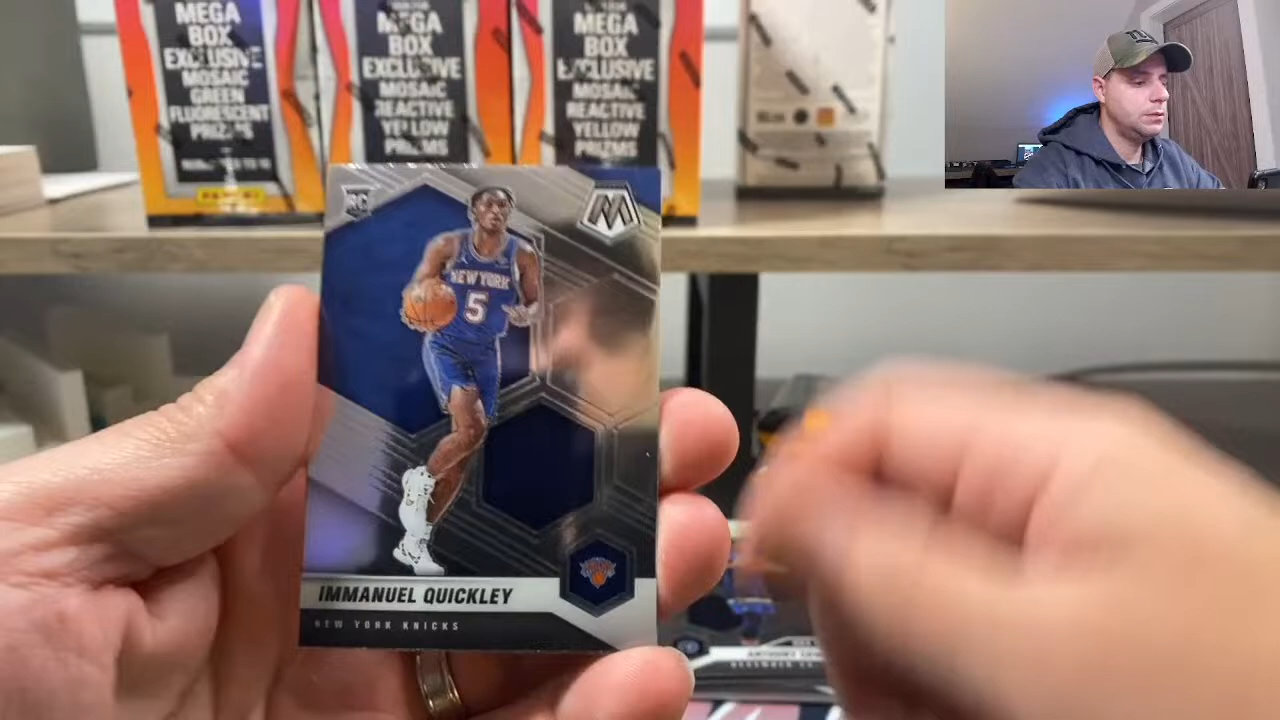 MEGA
BOX
EXCLUSIVE
MOSAIC
GREEN
FLUORESCENT
PRIZMS
PANINI
MEGA
BOX
EXCLUSIVE
MOSAIC
REACTIVE
YELLOW
PRIZMS
MEGA
BOX
EXCLUSIVE
MOSAIC
REACTIVE
YELLOW
PRIZMS
RC
M
NEW YORK
5
IMMANUEL QUICKLEY
NEW YORK KNICKS